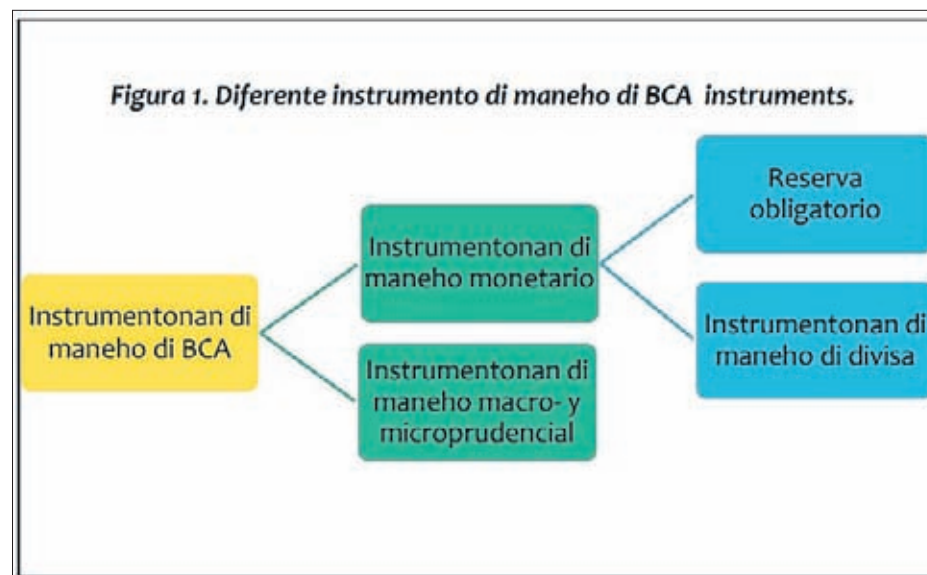 Figura 1. Diferente instrumento di maneho di BCA instruments.
Instrumentonan di
maneho di BCA
Instrumentonan di
maneho monetario
Instrumentonan di
maneho macro- y
microprudencial
Reserva
obligatorio
Instrumentonan di
maneho di divisa